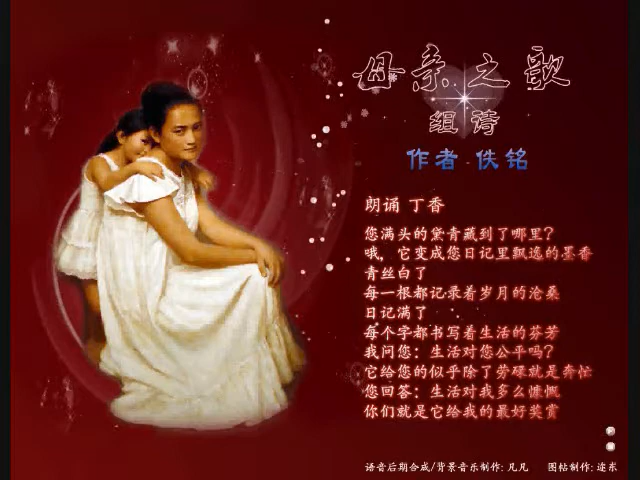 母亲之歌
组诗
作者 佚铭
朗诵 丁香
您满头的黛青藏到了哪里？
哦，它变成您日记里飘逸的墨香
青丝白了
每一根都记录着岁月的沧桑
日记满了
每个字都书写着生活的芬芳
我问您：生活对您公平吗？
它给您的似乎除了劳碌就是奔忙
您回答：生活对我多么慷慨
你们就是它给我的最好奖赏
语音后期合成/背景音乐制作：凡凡 图帖制作：逵东